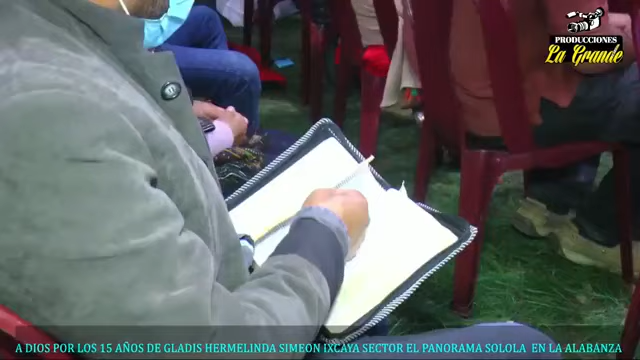 PRODUCCIONES
La Grande
A DIOS POR LOS 15 AÑOS DE GLADIS HERMELINDA SIMEON IXCAYA SECTOR EL PANORAMA SOLOLA EN LA ALABANZA